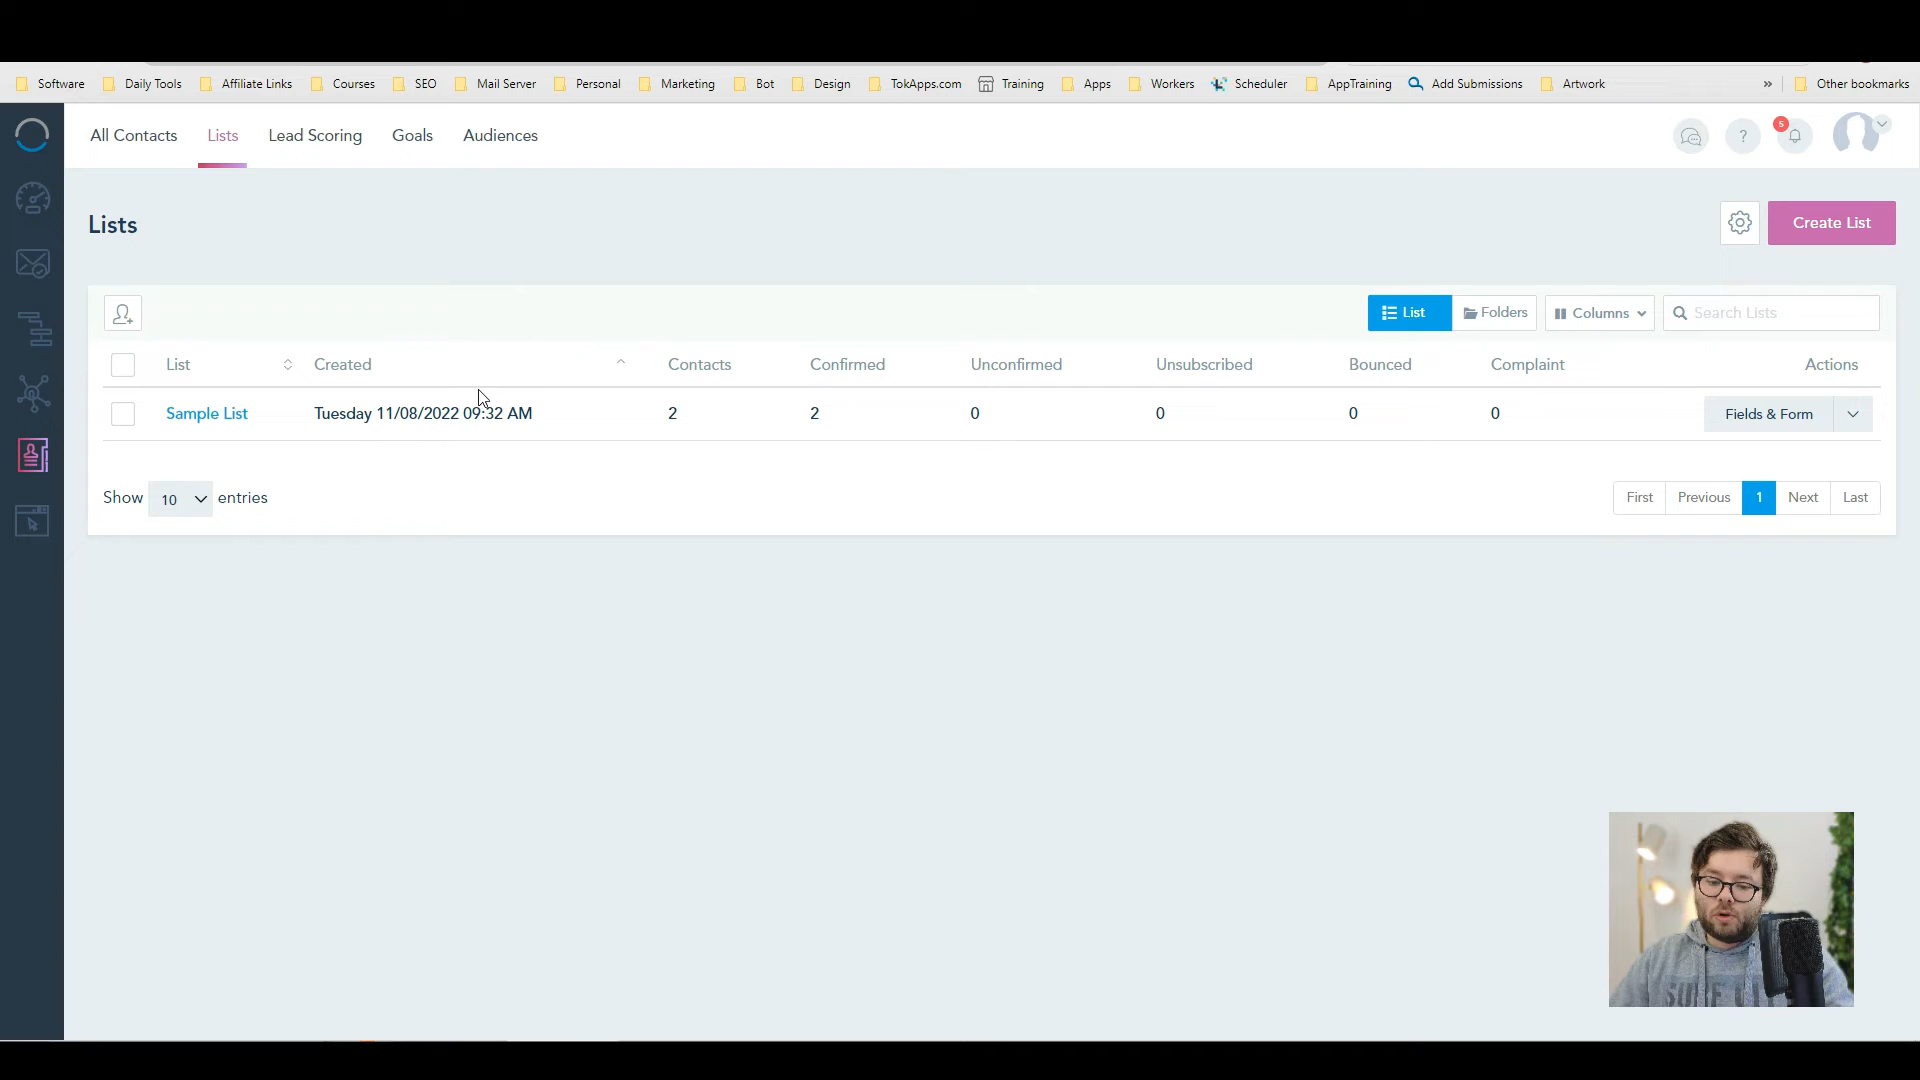 Software Daily Tools Affiliate Links Courses SEO Mail Server Personal Marketing Bot Design TokApps.com Training Apps Workers Scheduler AppTraining Add Submissions Artwork » Other bookmarks
All Contacts Lists Lead Scoring Goals Audiences ? 5
Lists Create List
List Folders Columns Search Lists
List Created Contacts Confirmed Unconfirmed Unsubscribed Bounced Complaint Actions
Sample List Tuesday 11/08/2022 09:32 AM 2 2 0 0 0 0 Fields & Form
Show 10 entries First Previous 1 Next Last